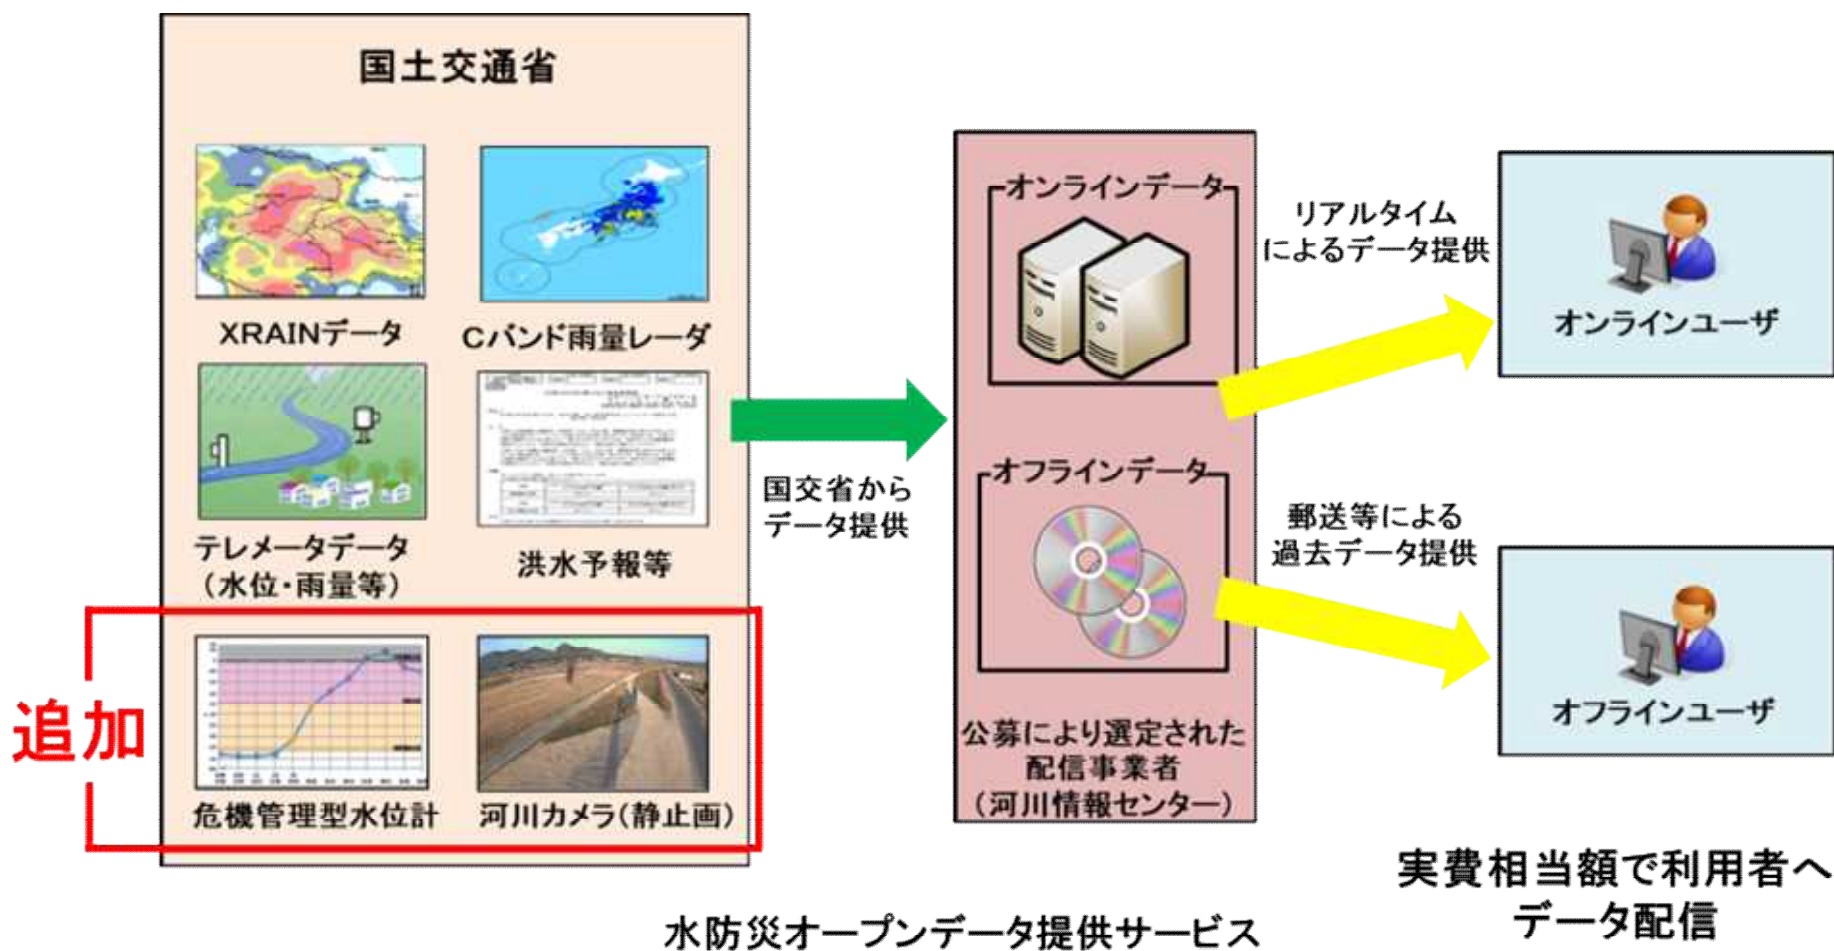 国土交通省
XRAINデータ
Cバンド雨量レーダ
テレメータデータ
(水位・雨量等)
洪水予報等
追加
危機管理型水位計
河川カメラ(静止画)
国交省から
データ提供
オンラインデータ
オフラインデータ
公募により選定された
配信事業者
(河川情報センター)
リアルタイム
によるデータ提供
郵送等による
過去データ提供
オンラインユーザ
オフラインユーザ
実費相当額で利用者へ
データ配信
水防災オープンデータ提供サービス